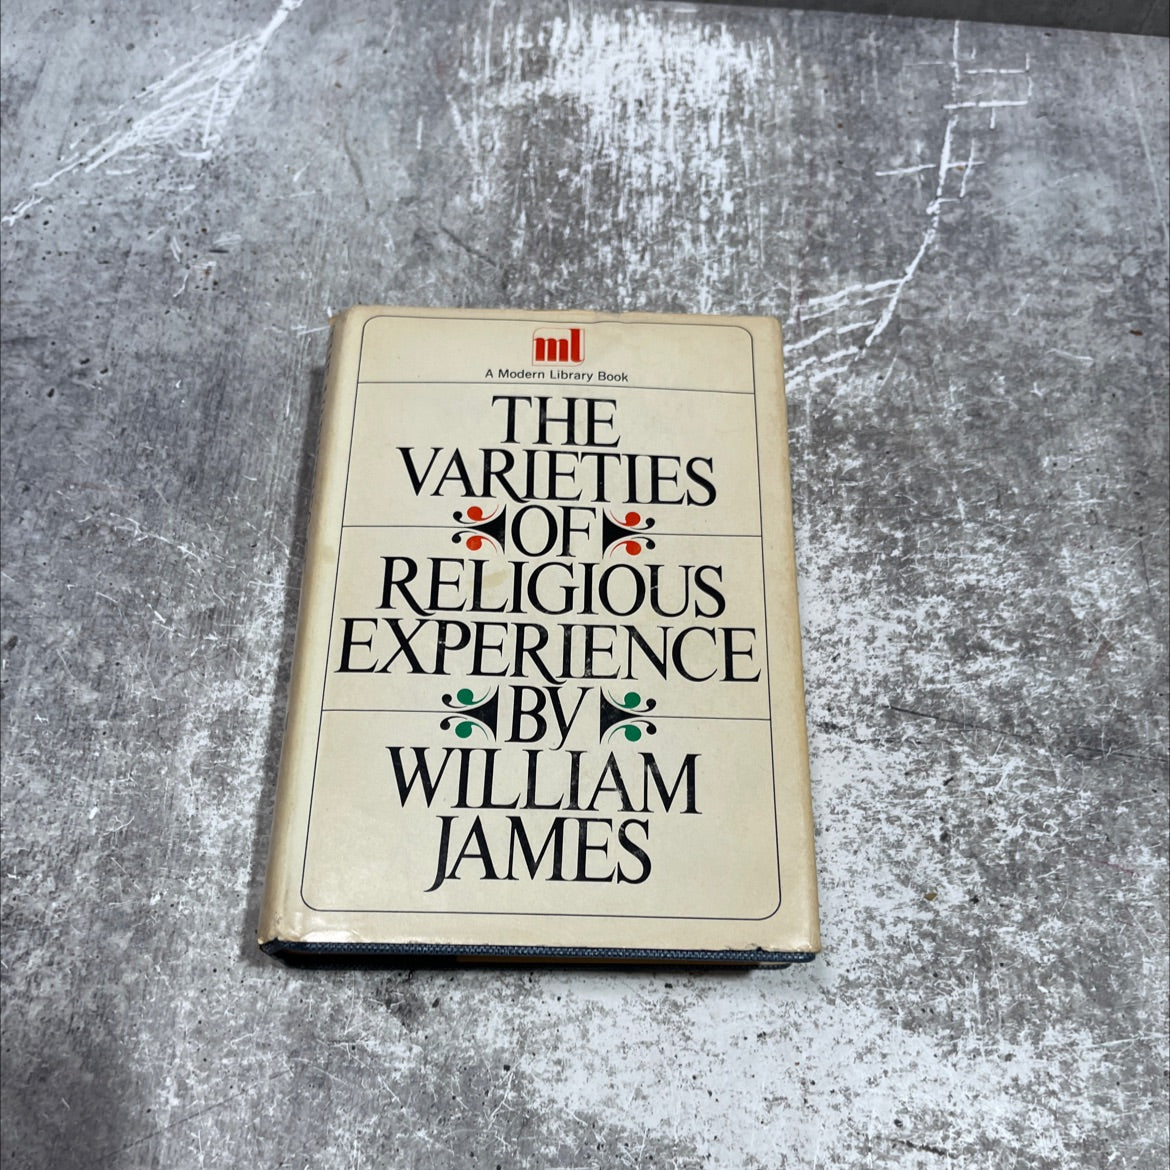 ml
A Modern Library Book
THE
VARIETIES
OF
RELIGIOUS
EXPERIENCE
BY
WILLIAM
JAMES